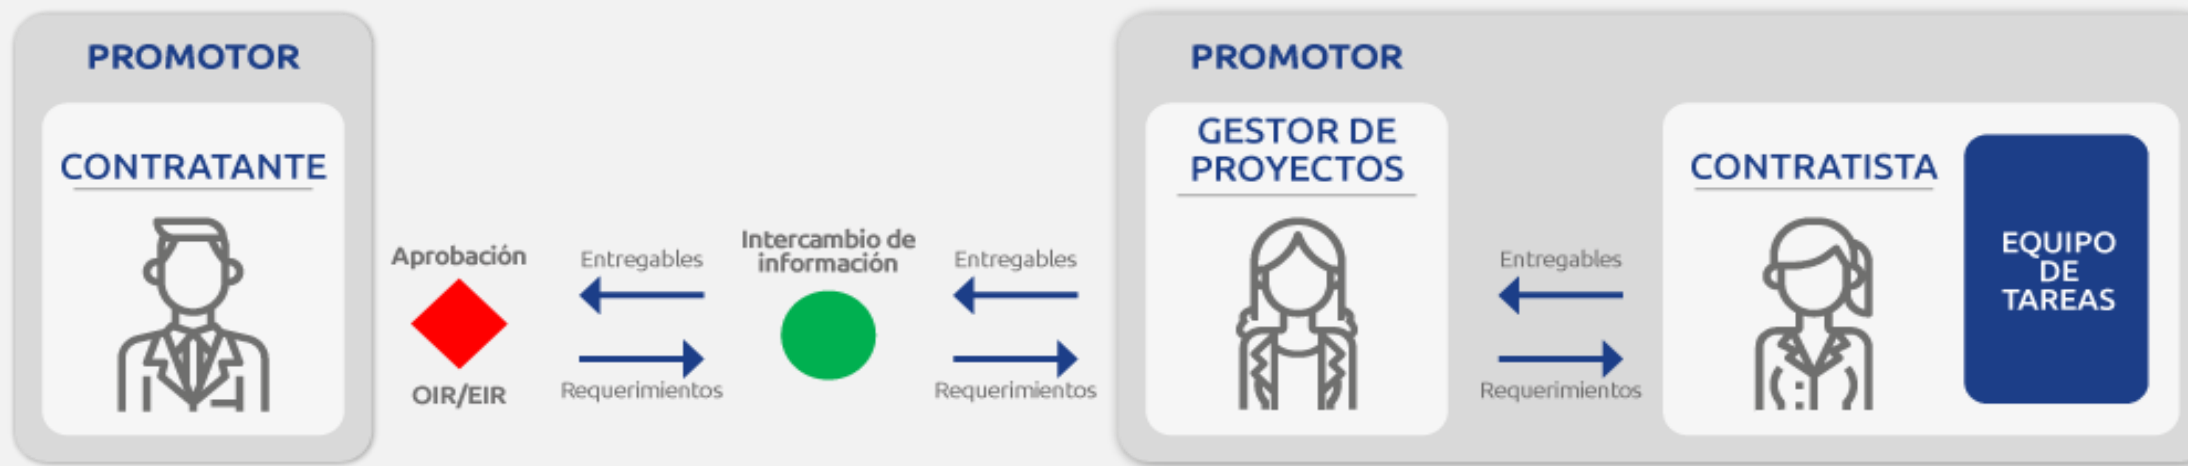 PROMOTOR
CONTRATANTE
Aprobación
OIR/EIR
Entregables
Requerimientos
Intercambio de
información
Entregables
Requerimientos
PROMOTOR
GESTOR DE
PROYECTOS
Entregables
Requerimientos
CONTRATISTA
EQUIPO
DE
TAREAS